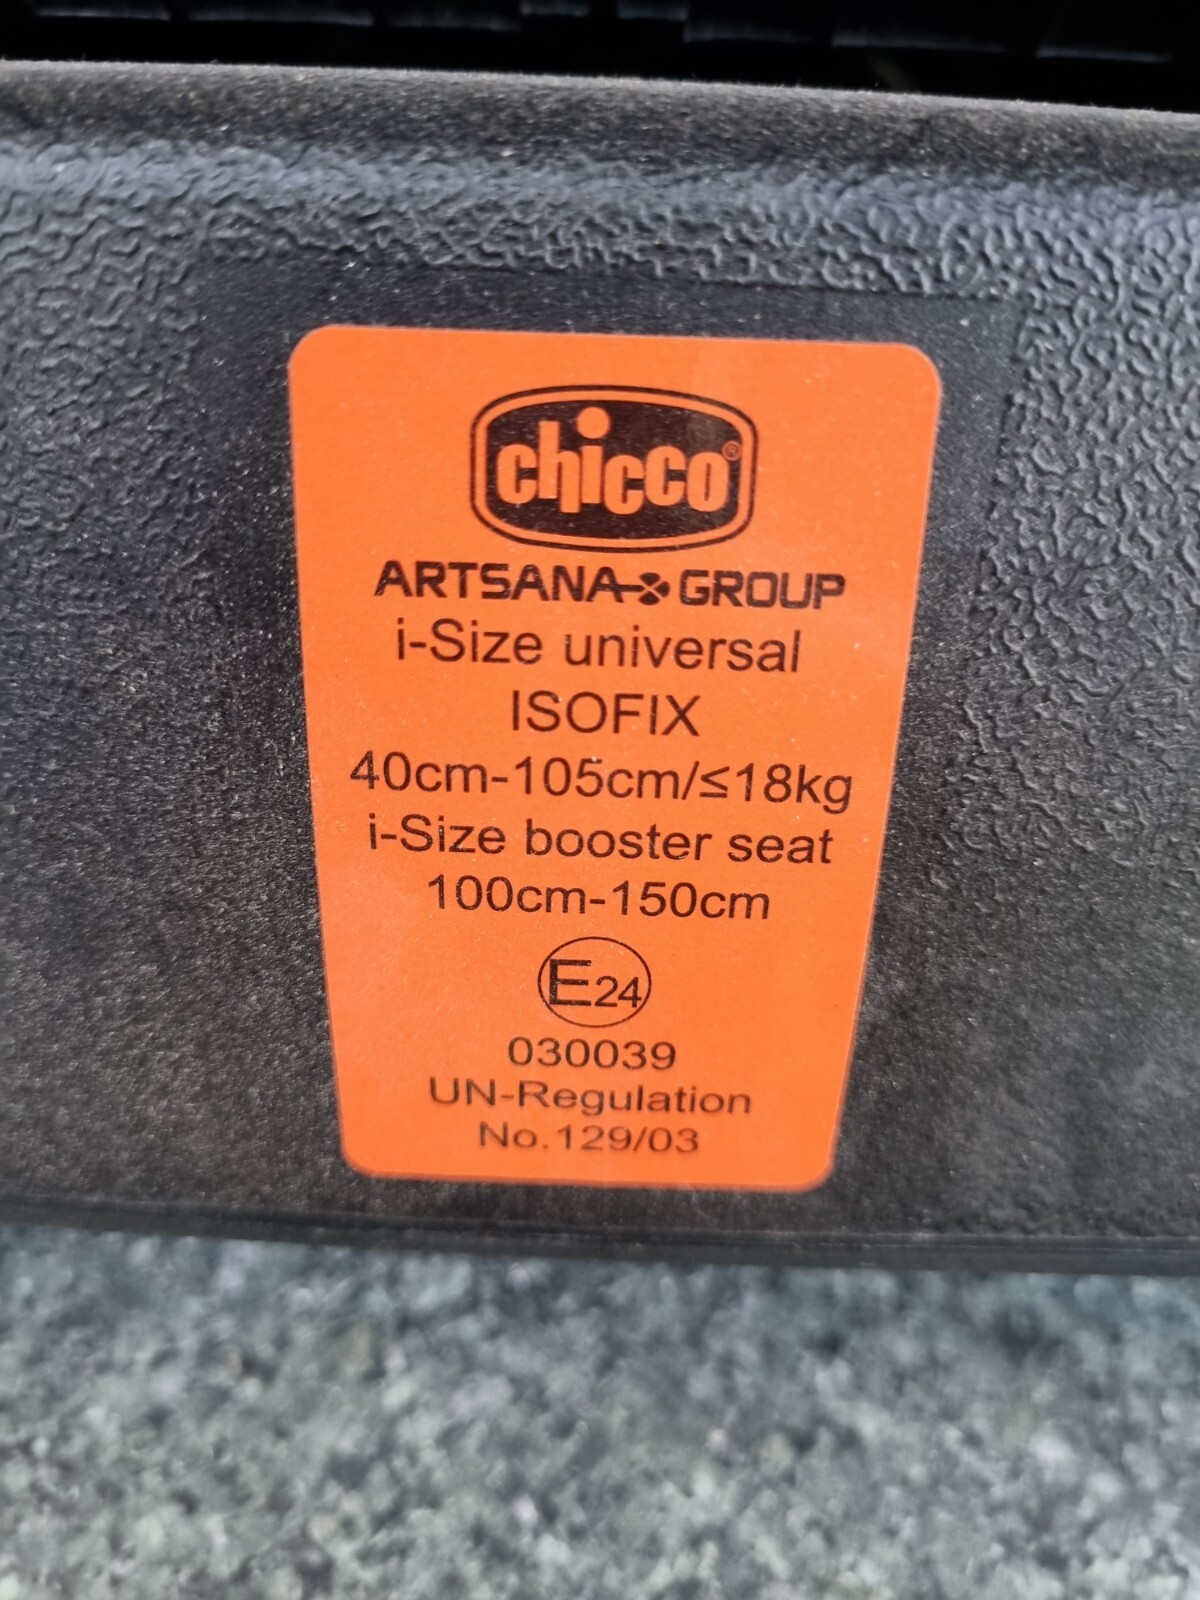 chicco®
ARTSANA GROUP
i-Size universal
ISOFIX
40cm-105cm/≤18kg
i-Size booster seat
100cm-150cm
E24
030039
UN-Regulation
No.129/03